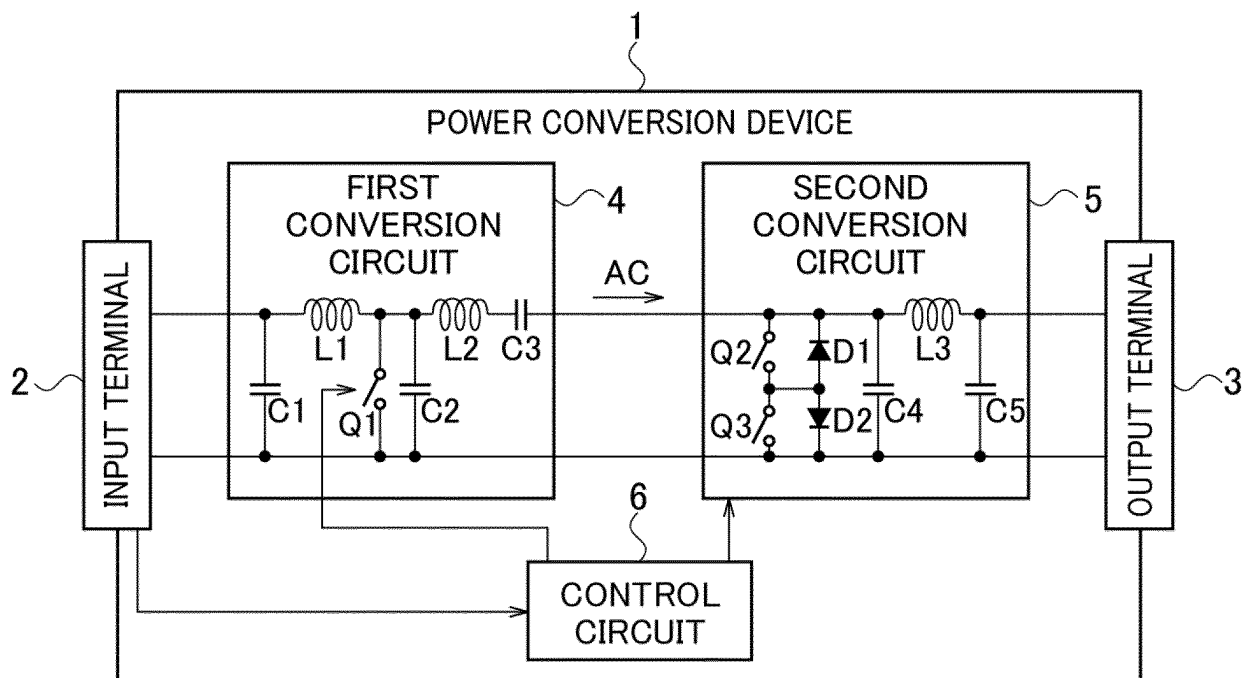 1
POWER CONVERSION DEVICE
FIRST
CONVERSION
CIRCUIT
4
SECOND
CONVERSION
CIRCUIT
5
AC
2
INPUT TERMINAL
L1
L2
C3
C1
Q1
C2
Q2
D1
L3
Q3
D2
C4
C5
OUTPUT TERMINAL
3
6
CONTROL
CIRCUIT